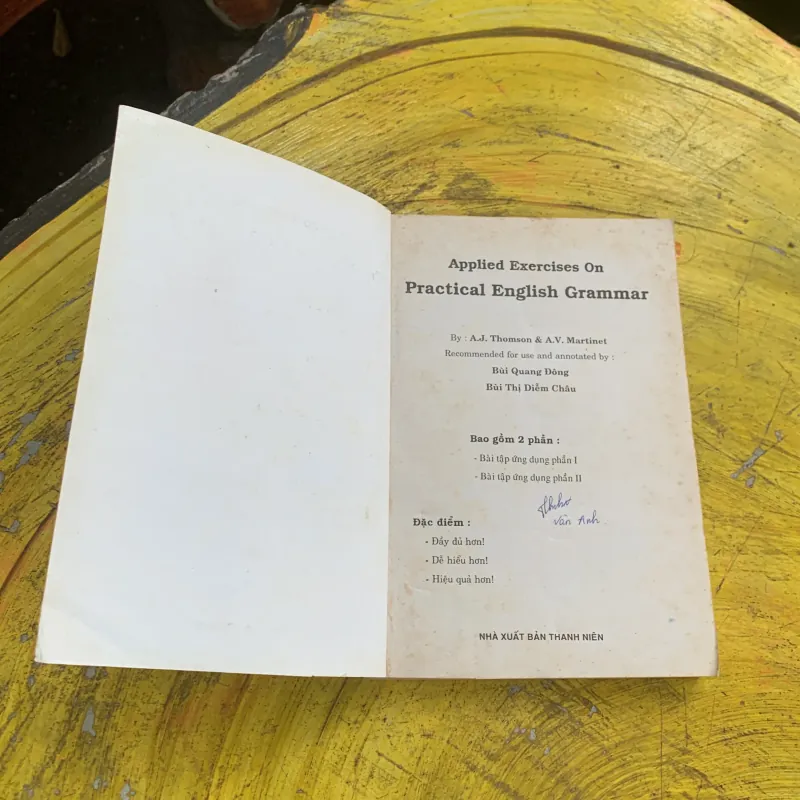 Applied Exercises On
Practical English Grammar
By : A.J. Thomson & A.V. Martinet
Recommended for use and annotated by :
Bùi Quang Đông
Bùi Thị Diễm Châu
Bao gồm 2 phần :
- Bài tập ứng dụng phần I
- Bài tập ứng dụng phần II
Vân Anh
Đặc điểm :
- Đầy đủ hơn!
- Dễ hiểu hơn!
- Hiệu quả hơn!
NHÀ XUẤT BẢN THANH NIÊN